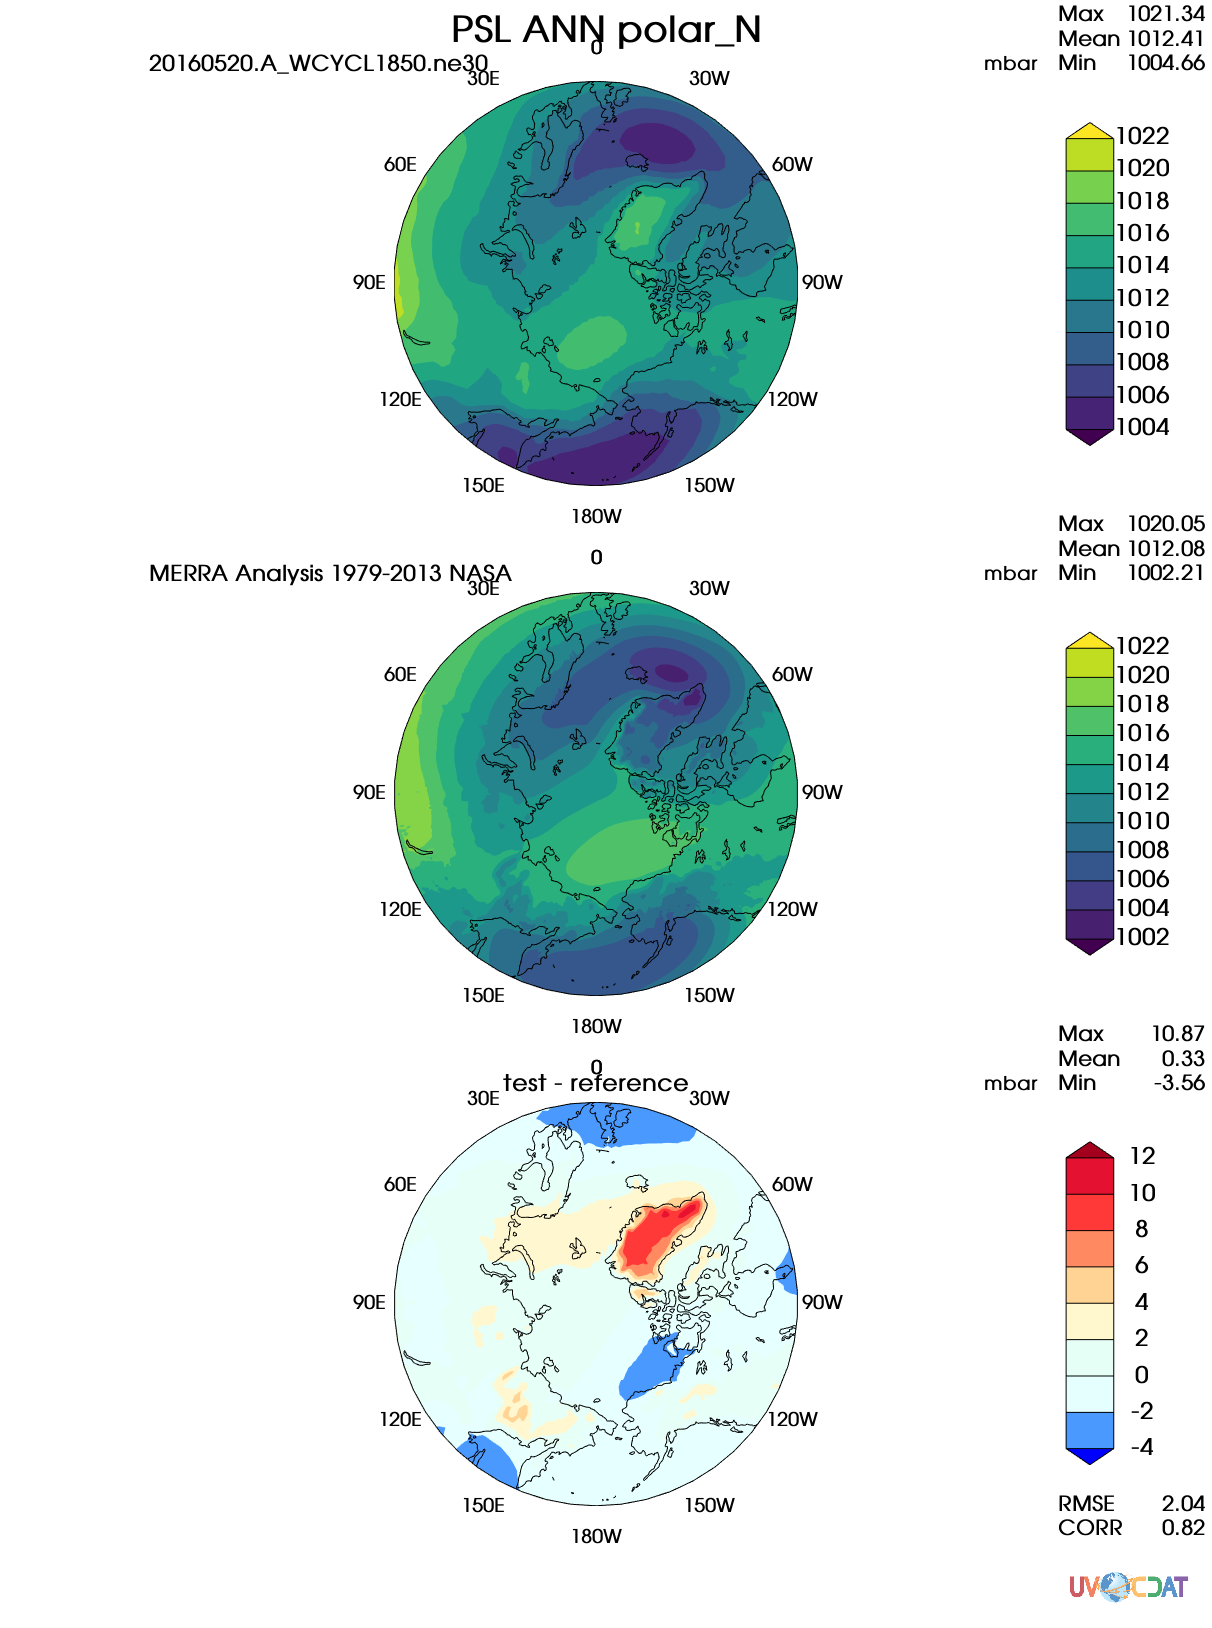 PSL ANN polar_N
Max 1021.34
Mean 1012.41
mbar Min 1004.66
20160520.A_WCYCL1850.ne30
0
30E 30W
60E 60W
90E 90W
120E 120W
150E 150W
180W
1022
1020
1018
1016
1014
1012
1010
1008
1006
1004
Max 1020.05
Mean 1012.08
mbar Min 1002.21
MERRA Analysis 1979-2013 NASA
0
30E 30W
60E 60W
90E 90W
120E 120W
150E 150W
180W
1022
1020
1018
1016
1014
1012
1010
1008
1006
1004
1002
Max 10.87
Mean 0.33
mbar Min -3.56
test - reference
0
30E 30W
60E 60W
90E 90W
120E 120W
150E 150W
180W
12
10
8
6
4
2
0
-2
-4
RMSE 2.04
CORR 0.82
UV CDAT